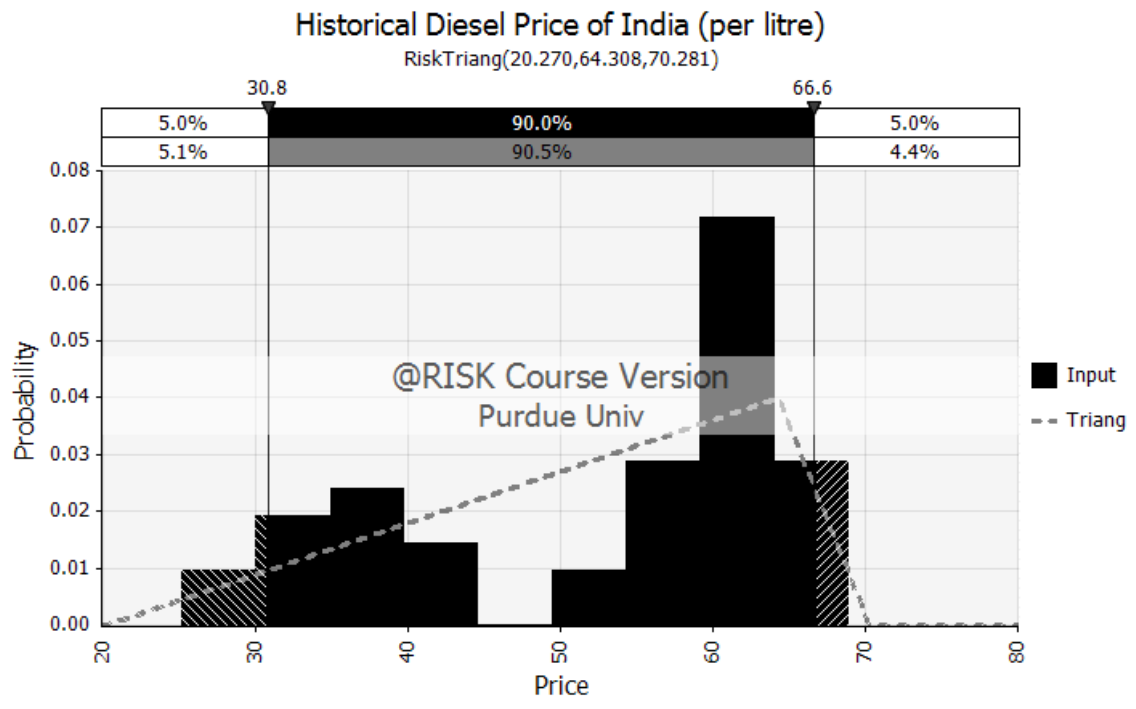 Historical Diesel Price of India (per litre)
RiskTriang(20.270,64.308,70.281)
30.8 66.6
5.0% 90.0% 5.0%
5.1% 90.5% 4.4%
0.08
0.07
0.06
0.05
0.04
0.03
0.02
0.01
0.00
Probability
@RISK Course Version
Purdue Univ
Input
Triang
20 30 40 50 60 70 80
Price